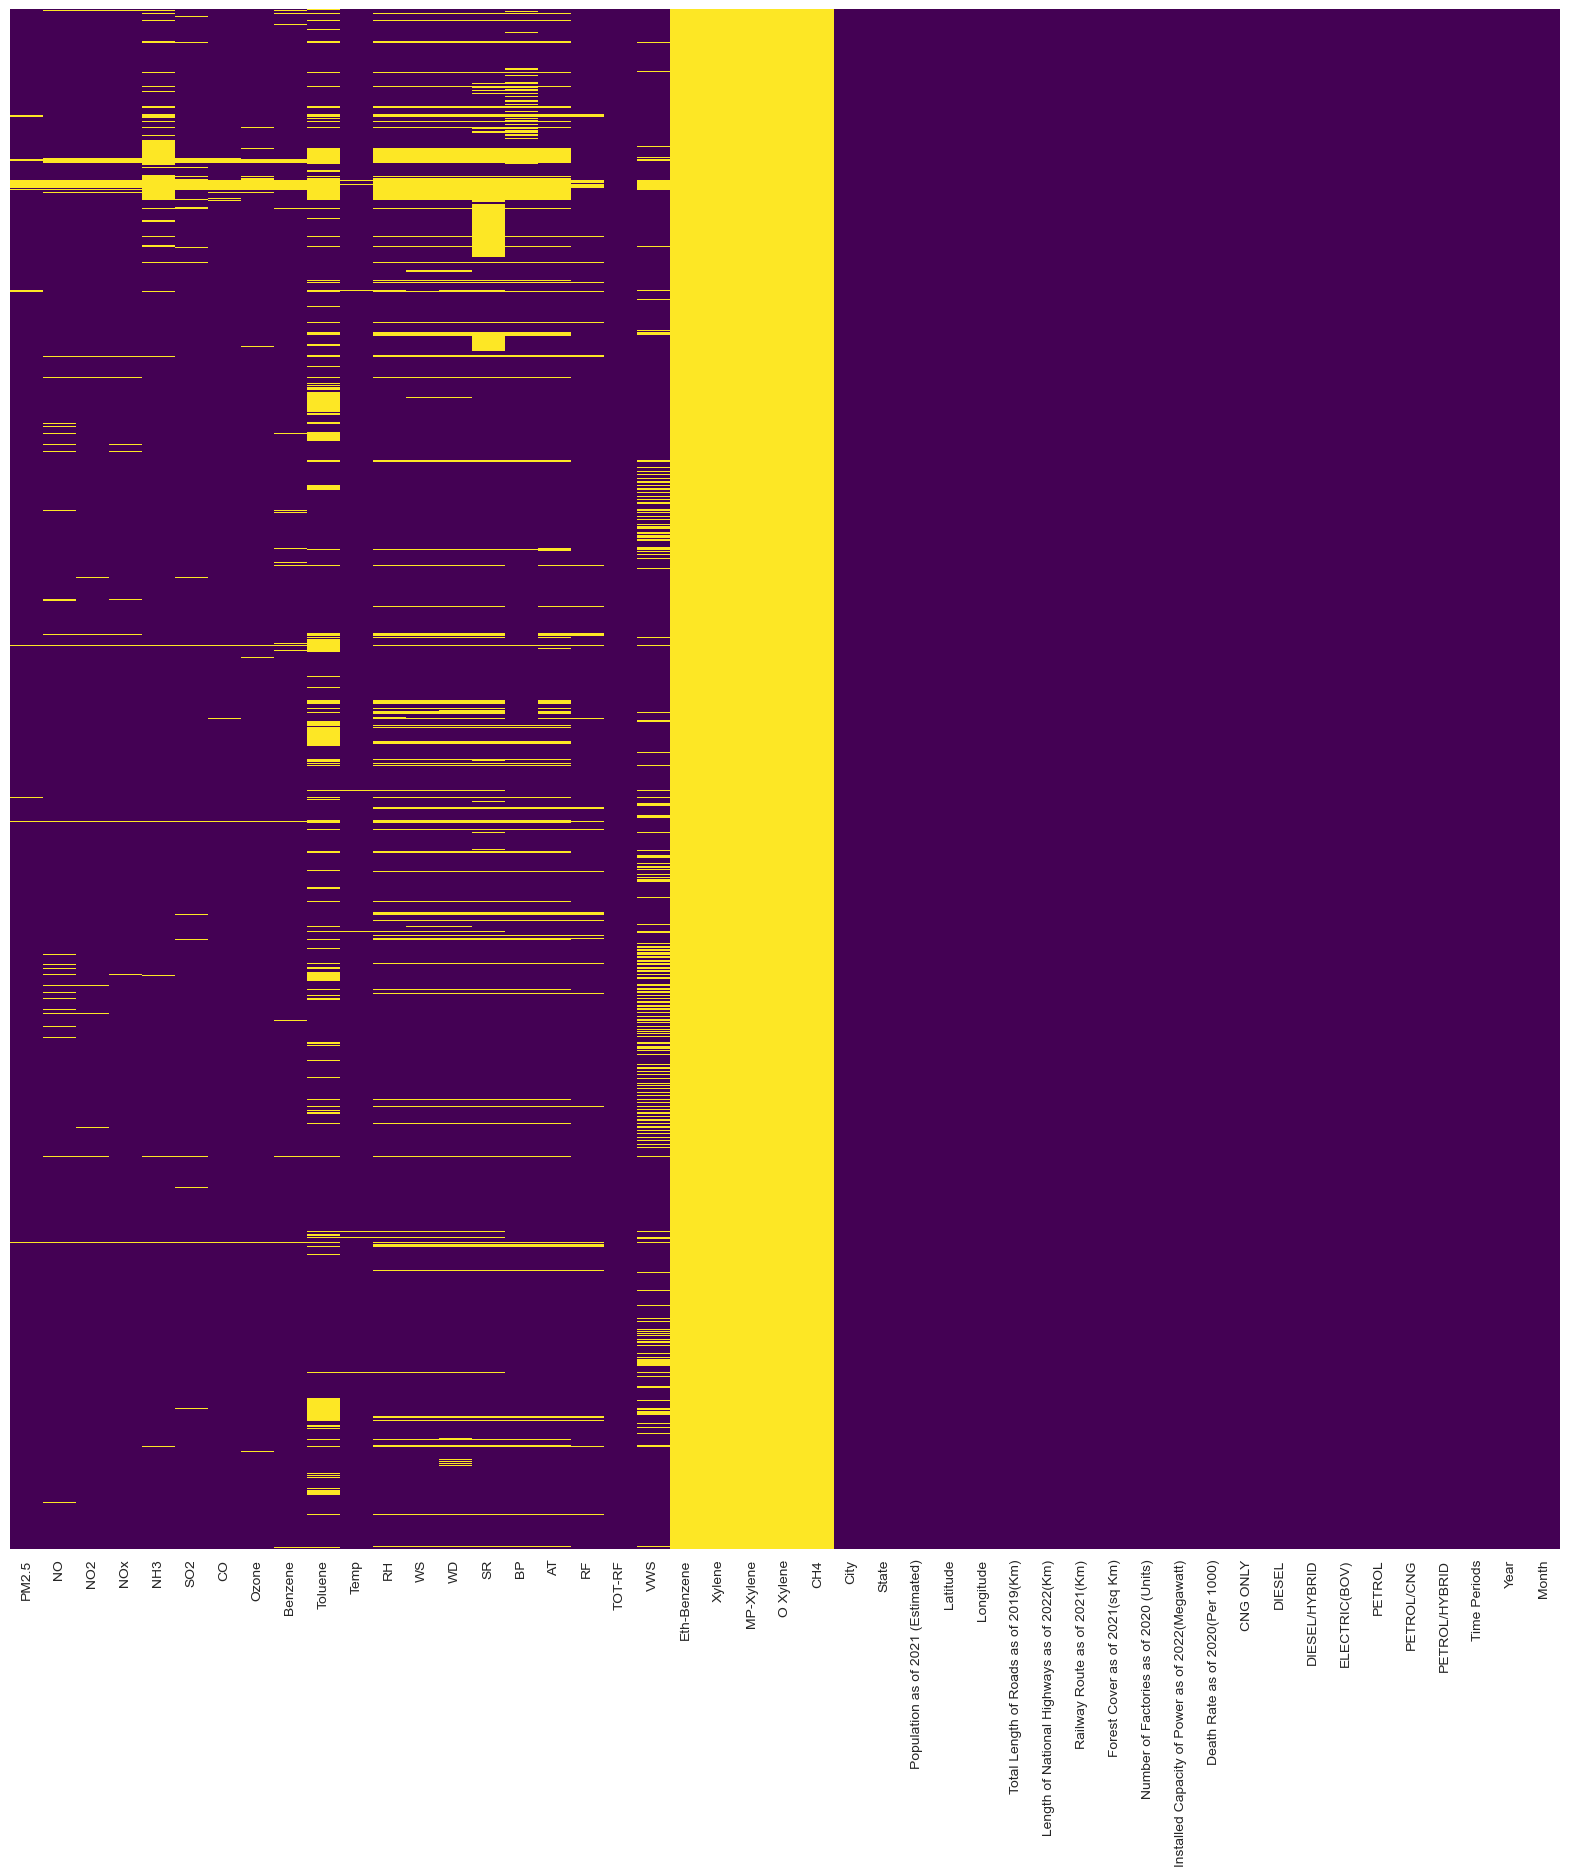 PM2.5
NO
NO2
NOx
NH3
SO2
CO
Ozone
Benzene
Toluene
Temp
RH
WS
WD
SR
BP
AT
RF
TOT-RF
VWS
Eth-Benzene
Xylene
MP-Xylene
O Xylene
CH4
City
State
Population as of 2021 (Estimated)
Latitude
Longitude
Total Length of Roads as of 2019(Km)
Length of National Highways as of 2022(Km)
Railway Route as of 2021(Km)
Forest Cover as of 2021(sq Km)
Number of Factories as of 2020 (Units)
Installed Capacity of Power as of 2022(Megawatt)
Death Rate as of 2020(Per 1000)
CNG ONLY
DIESEL
DIESEL/HYBRID
ELECTRIC(BOV)
PETROL
PETROL/CNG
PETROL/HYBRID
Time Periods
Year
Month